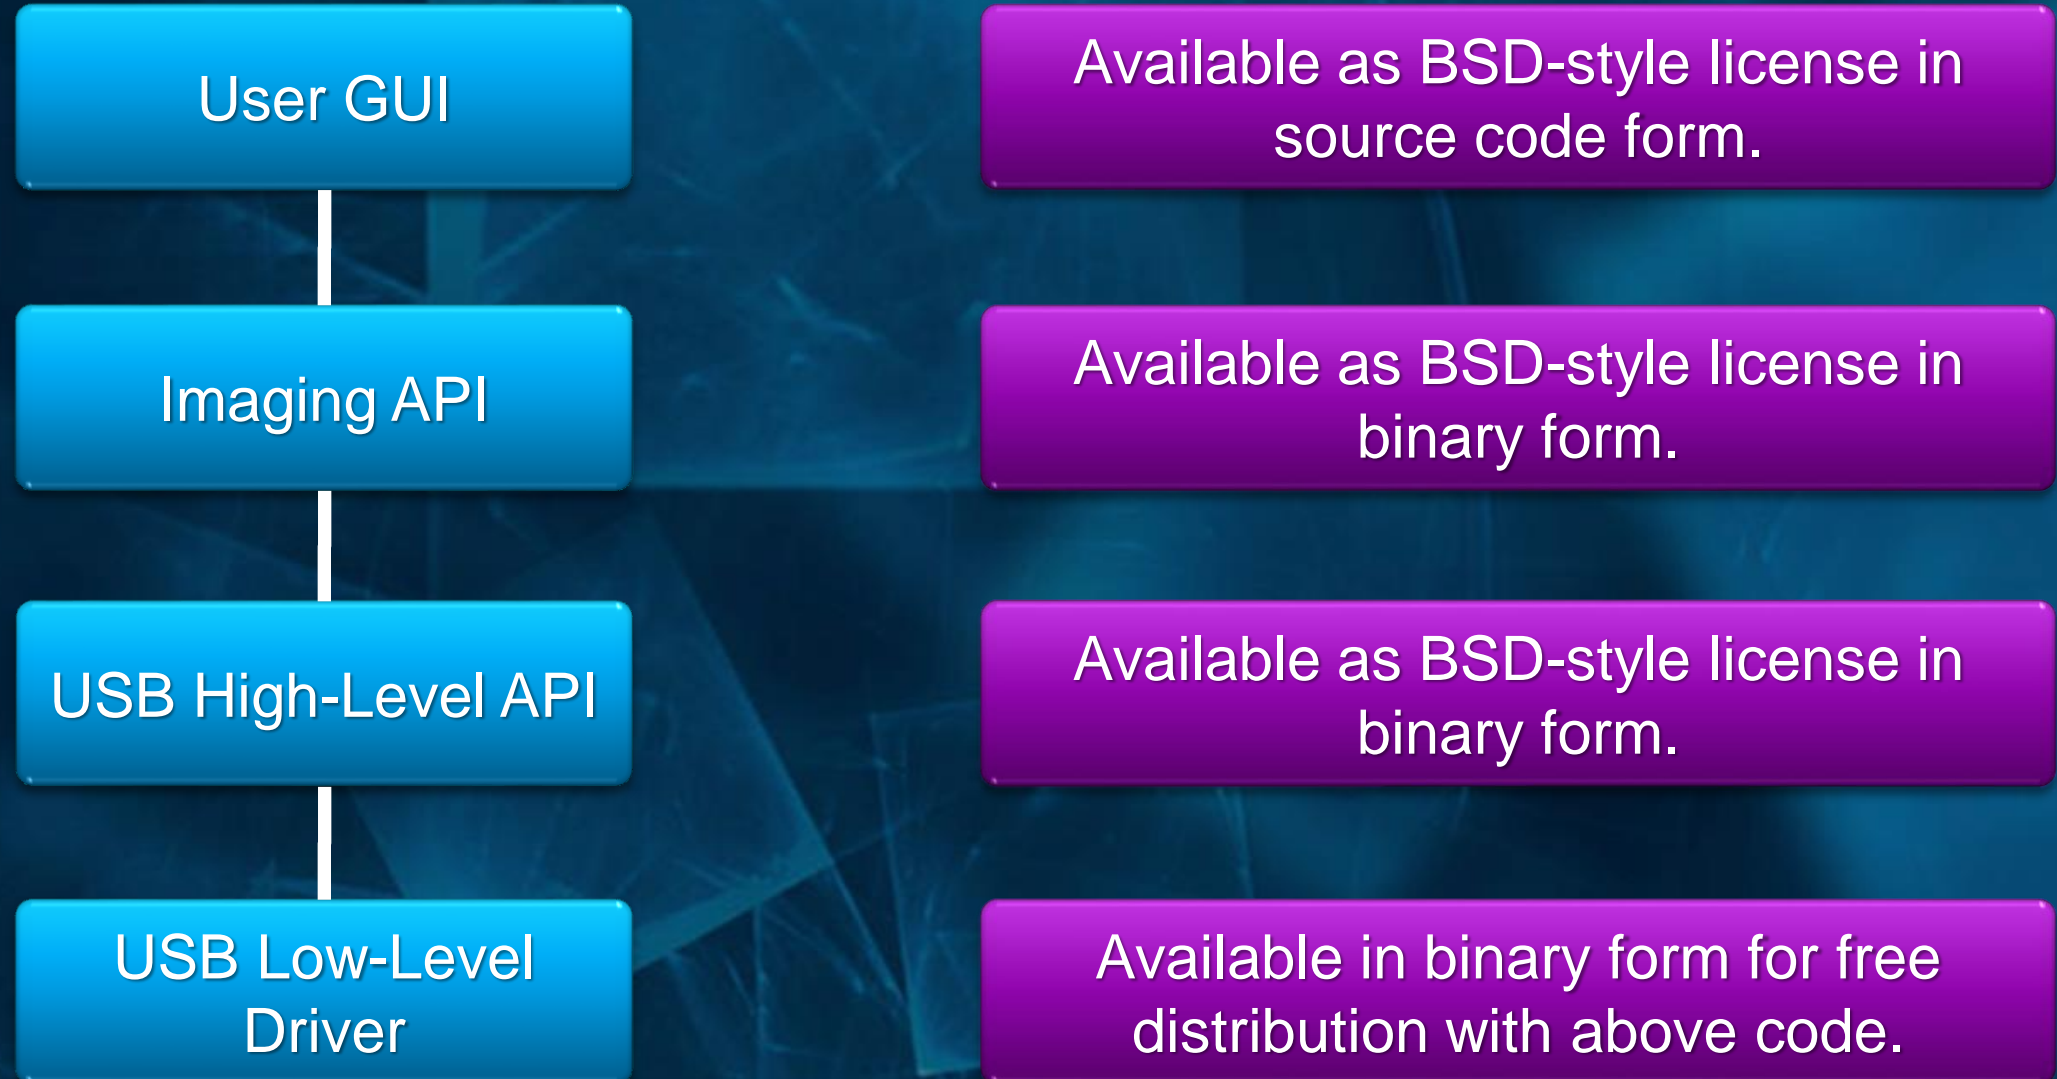 User GUI
Available as BSD-style license in
source code form.
Imaging API
Available as BSD-style license in
binary form.
USB High-Level API
Available as BSD-style license in
binary form.
USB Low-Level
Driver
Available in binary form for free
distribution with above code.